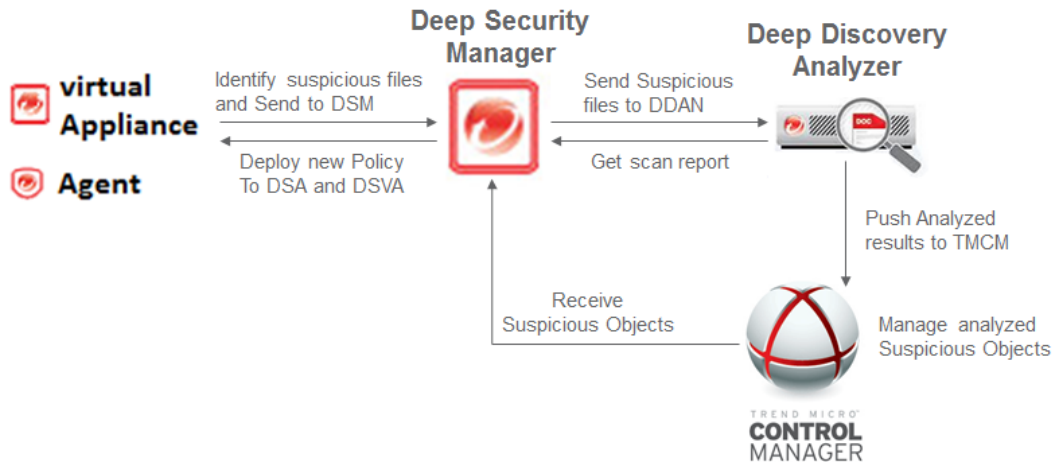 Deep Security
Manager
Deep Discovery
Analyzer
virtual
Appliance
Agent
Identify suspicious files
and Send to DSM
Deploy new Policy
To DSA and DSVA
Send Suspicious
files to DDAN
Get scan report
DOC
Push Analyzed
results to TMCM
Receive
Suspicious Objects
Manage analyzed
Suspicious Objects
TREND MICRO
CONTROL
MANAGER